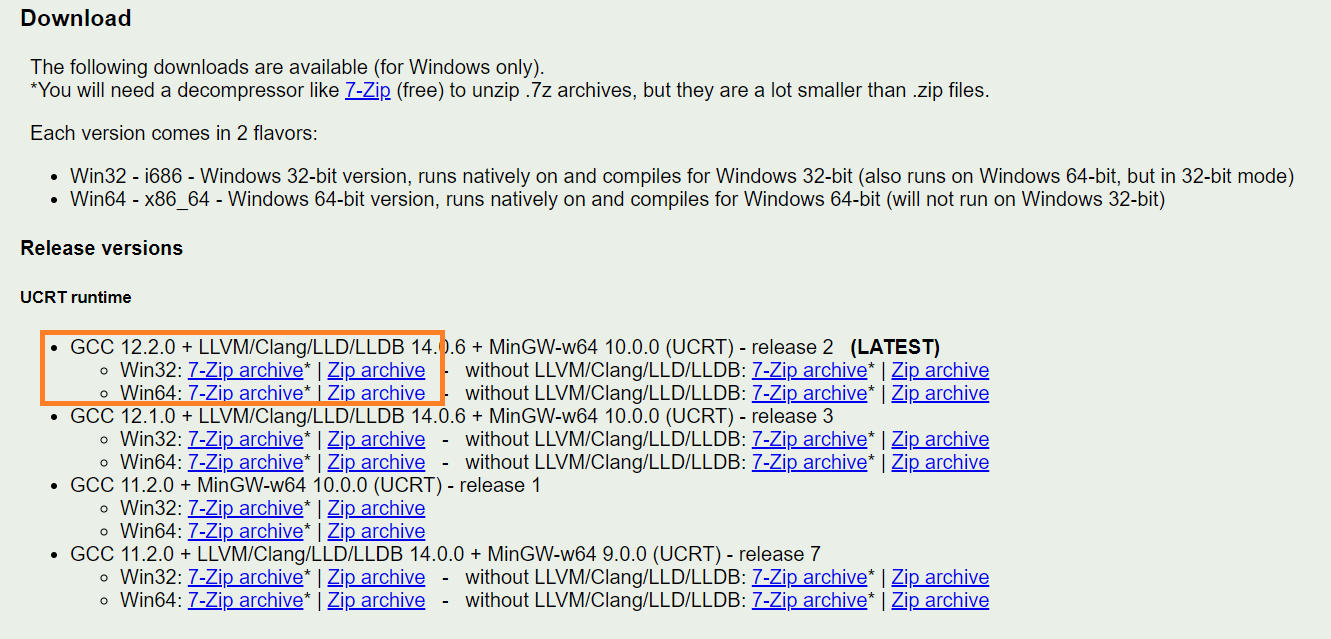 Download
The following downloads are available (for Windows only).
*You will need a decompressor like 7-Zip (free) to unzip .7z archives, but they are a lot smaller than .zip files.
Each version comes in 2 flavors:
• Win32 - i686 - Windows 32-bit version, runs natively on and compiles for Windows 32-bit (also runs on Windows 64-bit, but in 32-bit mode)
• Win64 - x86_64 - Windows 64-bit version, runs natively on and compiles for Windows 64-bit (will not run on Windows 32-bit)
Release versions
UCRT runtime
• GCC 12.2.0 + LLVM/Clang/LLD/LLDB 14.0.6 + MinGW-w64 10.0.0 (UCRT) - release 2 (LATEST)
◦ Win32: 7-Zip archive* | Zip archive - without LLVM/Clang/LLD/LLDB: 7-Zip archive* | Zip archive
◦ Win64: 7-Zip archive* | Zip archive - without LLVM/Clang/LLD/LLDB: 7-Zip archive* | Zip archive
• GCC 12.1.0 + LLVM/Clang/LLD/LLDB 14.0.6 + MinGW-w64 10.0.0 (UCRT) - release 3
◦ Win32: 7-Zip archive* | Zip archive - without LLVM/Clang/LLD/LLDB: 7-Zip archive* | Zip archive
◦ Win64: 7-Zip archive* | Zip archive - without LLVM/Clang/LLD/LLDB: 7-Zip archive* | Zip archive
• GCC 11.2.0 + MinGW-w64 10.0.0 (UCRT) - release 1
◦ Win32: 7-Zip archive* | Zip archive
◦ Win64: 7-Zip archive* | Zip archive
• GCC 11.2.0 + LLVM/Clang/LLD/LLDB 14.0.0 + MinGW-w64 9.0.0 (UCRT) - release 7
◦ Win32: 7-Zip archive* | Zip archive - without LLVM/Clang/LLD/LLDB: 7-Zip archive* | Zip archive
◦ Win64: 7-Zip archive* | Zip archive - without LLVM/Clang/LLD/LLDB: 7-Zip archive* | Zip archive